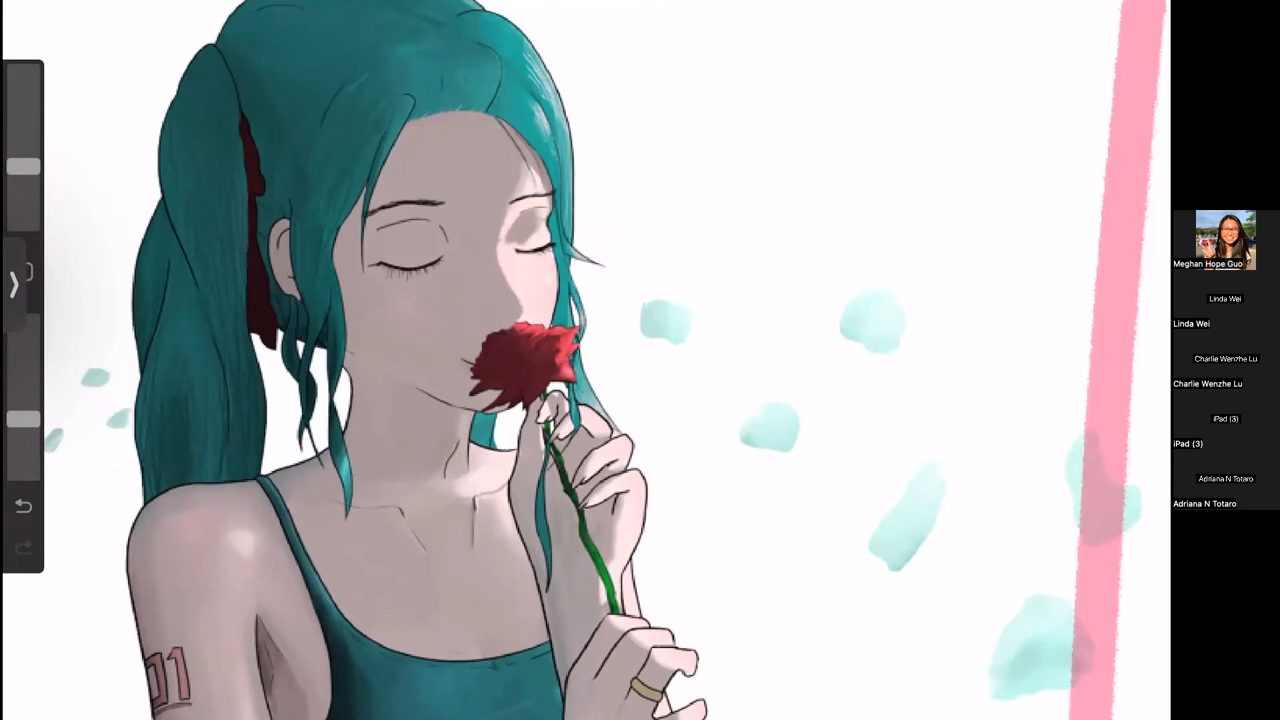 01
Meghan Hope Guo
Linda Wei
Linda Wei
Charlie Wenzhe Lu
Charlie Wenzhe Lu
iPad (3)
iPad (3)
Adriana N Totaro
Adriana N Totaro